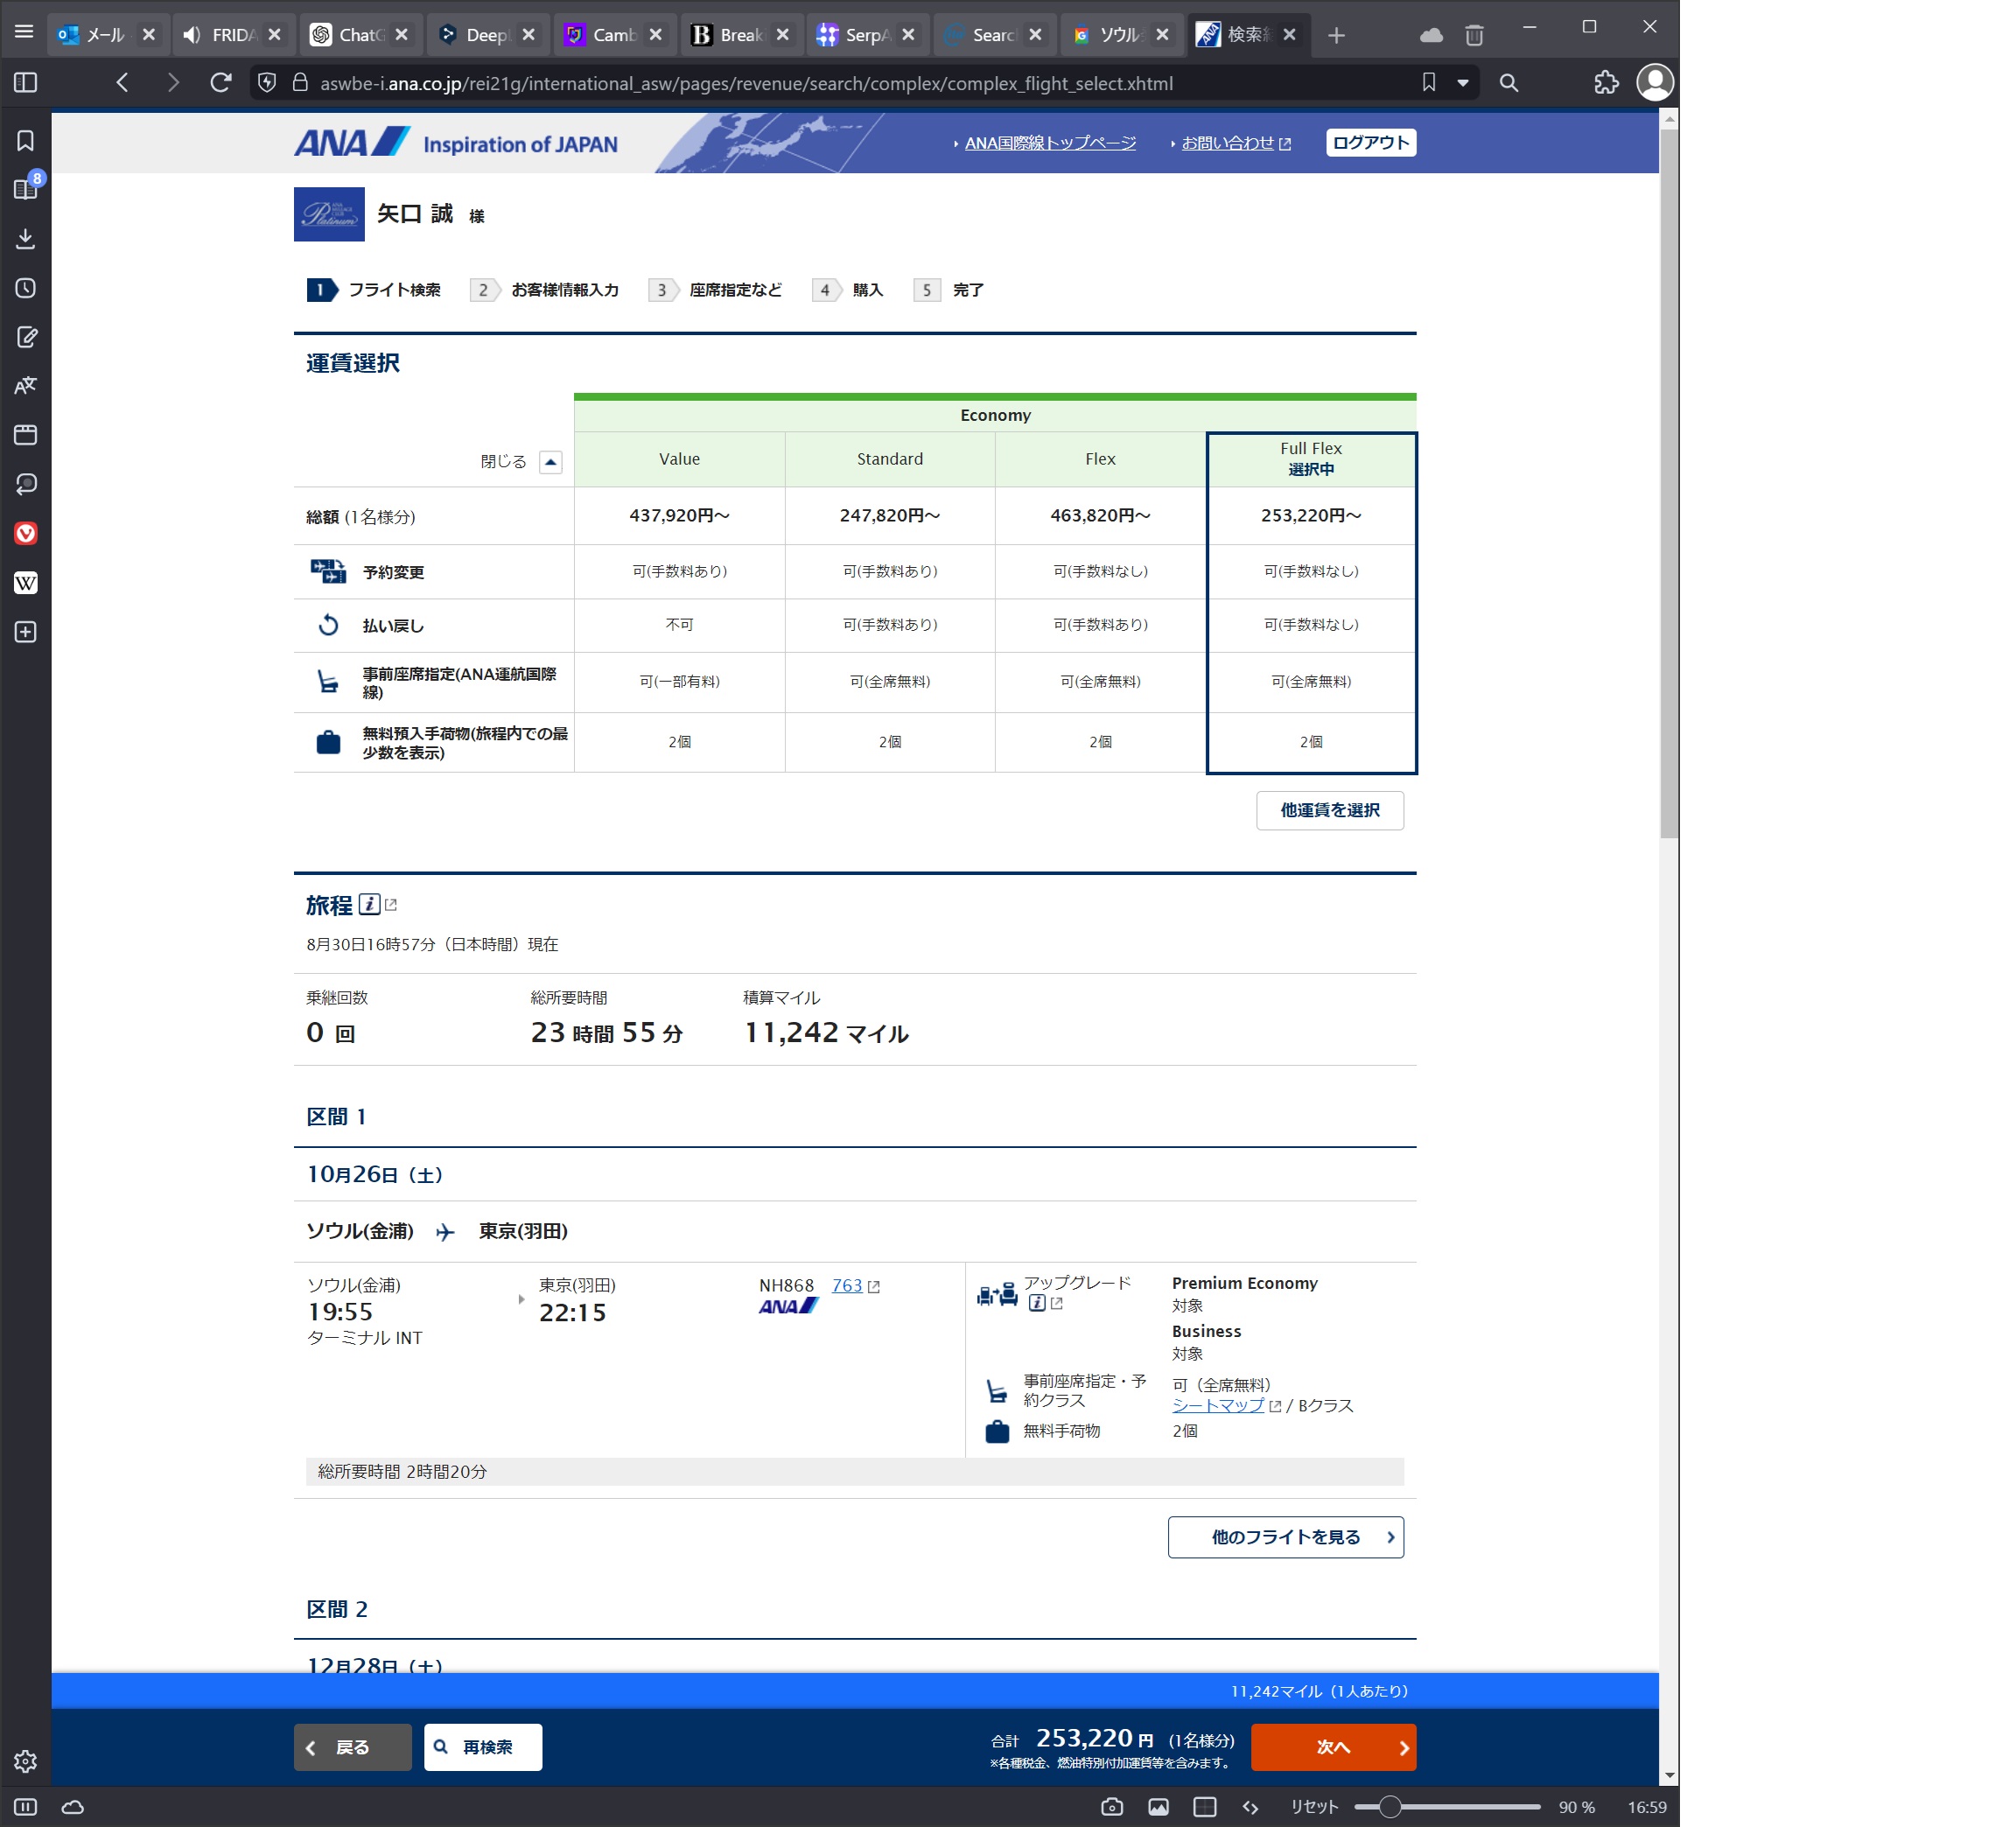 メール
FRIDA
ChatG
DeepL
Camb
Break
SerpA
Searc
ソウル
検索結
aswbe-i.ana.co.jp/rei21g/international_asw/pages/revenue/search/complex/complex_flight_select.xhtml
8
ANA Inspiration of JAPAN
ANA国際線トップページ
お問い合わせ
ログアウト
Platinum
矢口 誠 様
1 フライト検索
2 お客様情報入力
3 座席指定など
4 購入
5 完了
運賃選択
Economy
閉じる
Value
Standard
Flex
Full Flex
選択中
総額 (1名様分)
437,920円～
247,820円～
463,820円～
253,220円～
予約変更
可(手数料あり)
可(手数料あり)
可(手数料なし)
可(手数料なし)
払い戻し
不可
可(手数料あり)
可(手数料あり)
可(手数料なし)
事前座席指定(ANA運航国際
線)
可(一部有料)
可(全席無料)
可(全席無料)
可(全席無料)
無料預入手荷物(旅程内での最
少数を表示)
2個
2個
2個
2個
他運賃を選択
旅程
8月30日16時57分（日本時間）現在
乗継回数
総所要時間
積算マイル
0 回
23 時間 55 分
11,242 マイル
区間 1
10月26日（土）
ソウル(金浦) 東京(羽田)
ソウル(金浦)
19:55
ターミナル INT
東京(羽田)
22:15
NH868 763
ANA
アップグレード
Premium Economy
対象
Business
対象
事前座席指定・予
約クラス
可（全席無料）
シートマップ / Bクラス
無料手荷物
2個
総所要時間 2時間20分
他のフライトを見る
区間 2
12月28日（土）
11,242マイル（1人あたり）
戻る
再検索
合計 253,220 円 （1名様分）
※各種税金、燃油特別付加運賃等を含みます。
次へ
リセット
90 %
16:59